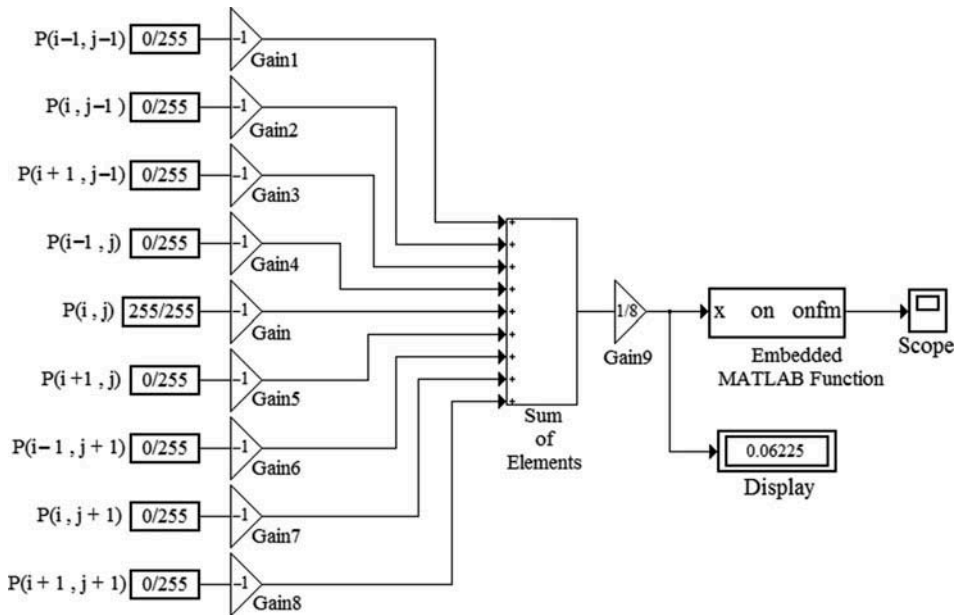 P(i−1, j−1) 0/255 −1 Gain1
P(i , j−1 ) 0/255 −1 Gain2
P(i + 1 , j−1) 0/255 −1 Gain3
P(i−1 , j) 0/255 −1 Gain4
P(i , j) 255/255 −1 Gain
P(i +1 , j) 0/255 −1 Gain5
P(i− 1 , j + 1) 0/255 −1 Gain6
P(i , j + 1) 0/255 −1 Gain7
P(i + 1 , j + 1) 0/255 −1 Gain8
+
+
+
+
+
+
+
+
+
Sum
of
Elements
1/8
Gain9
x on onfm
Embedded
MATLAB Function
Scope
0.06225
Display